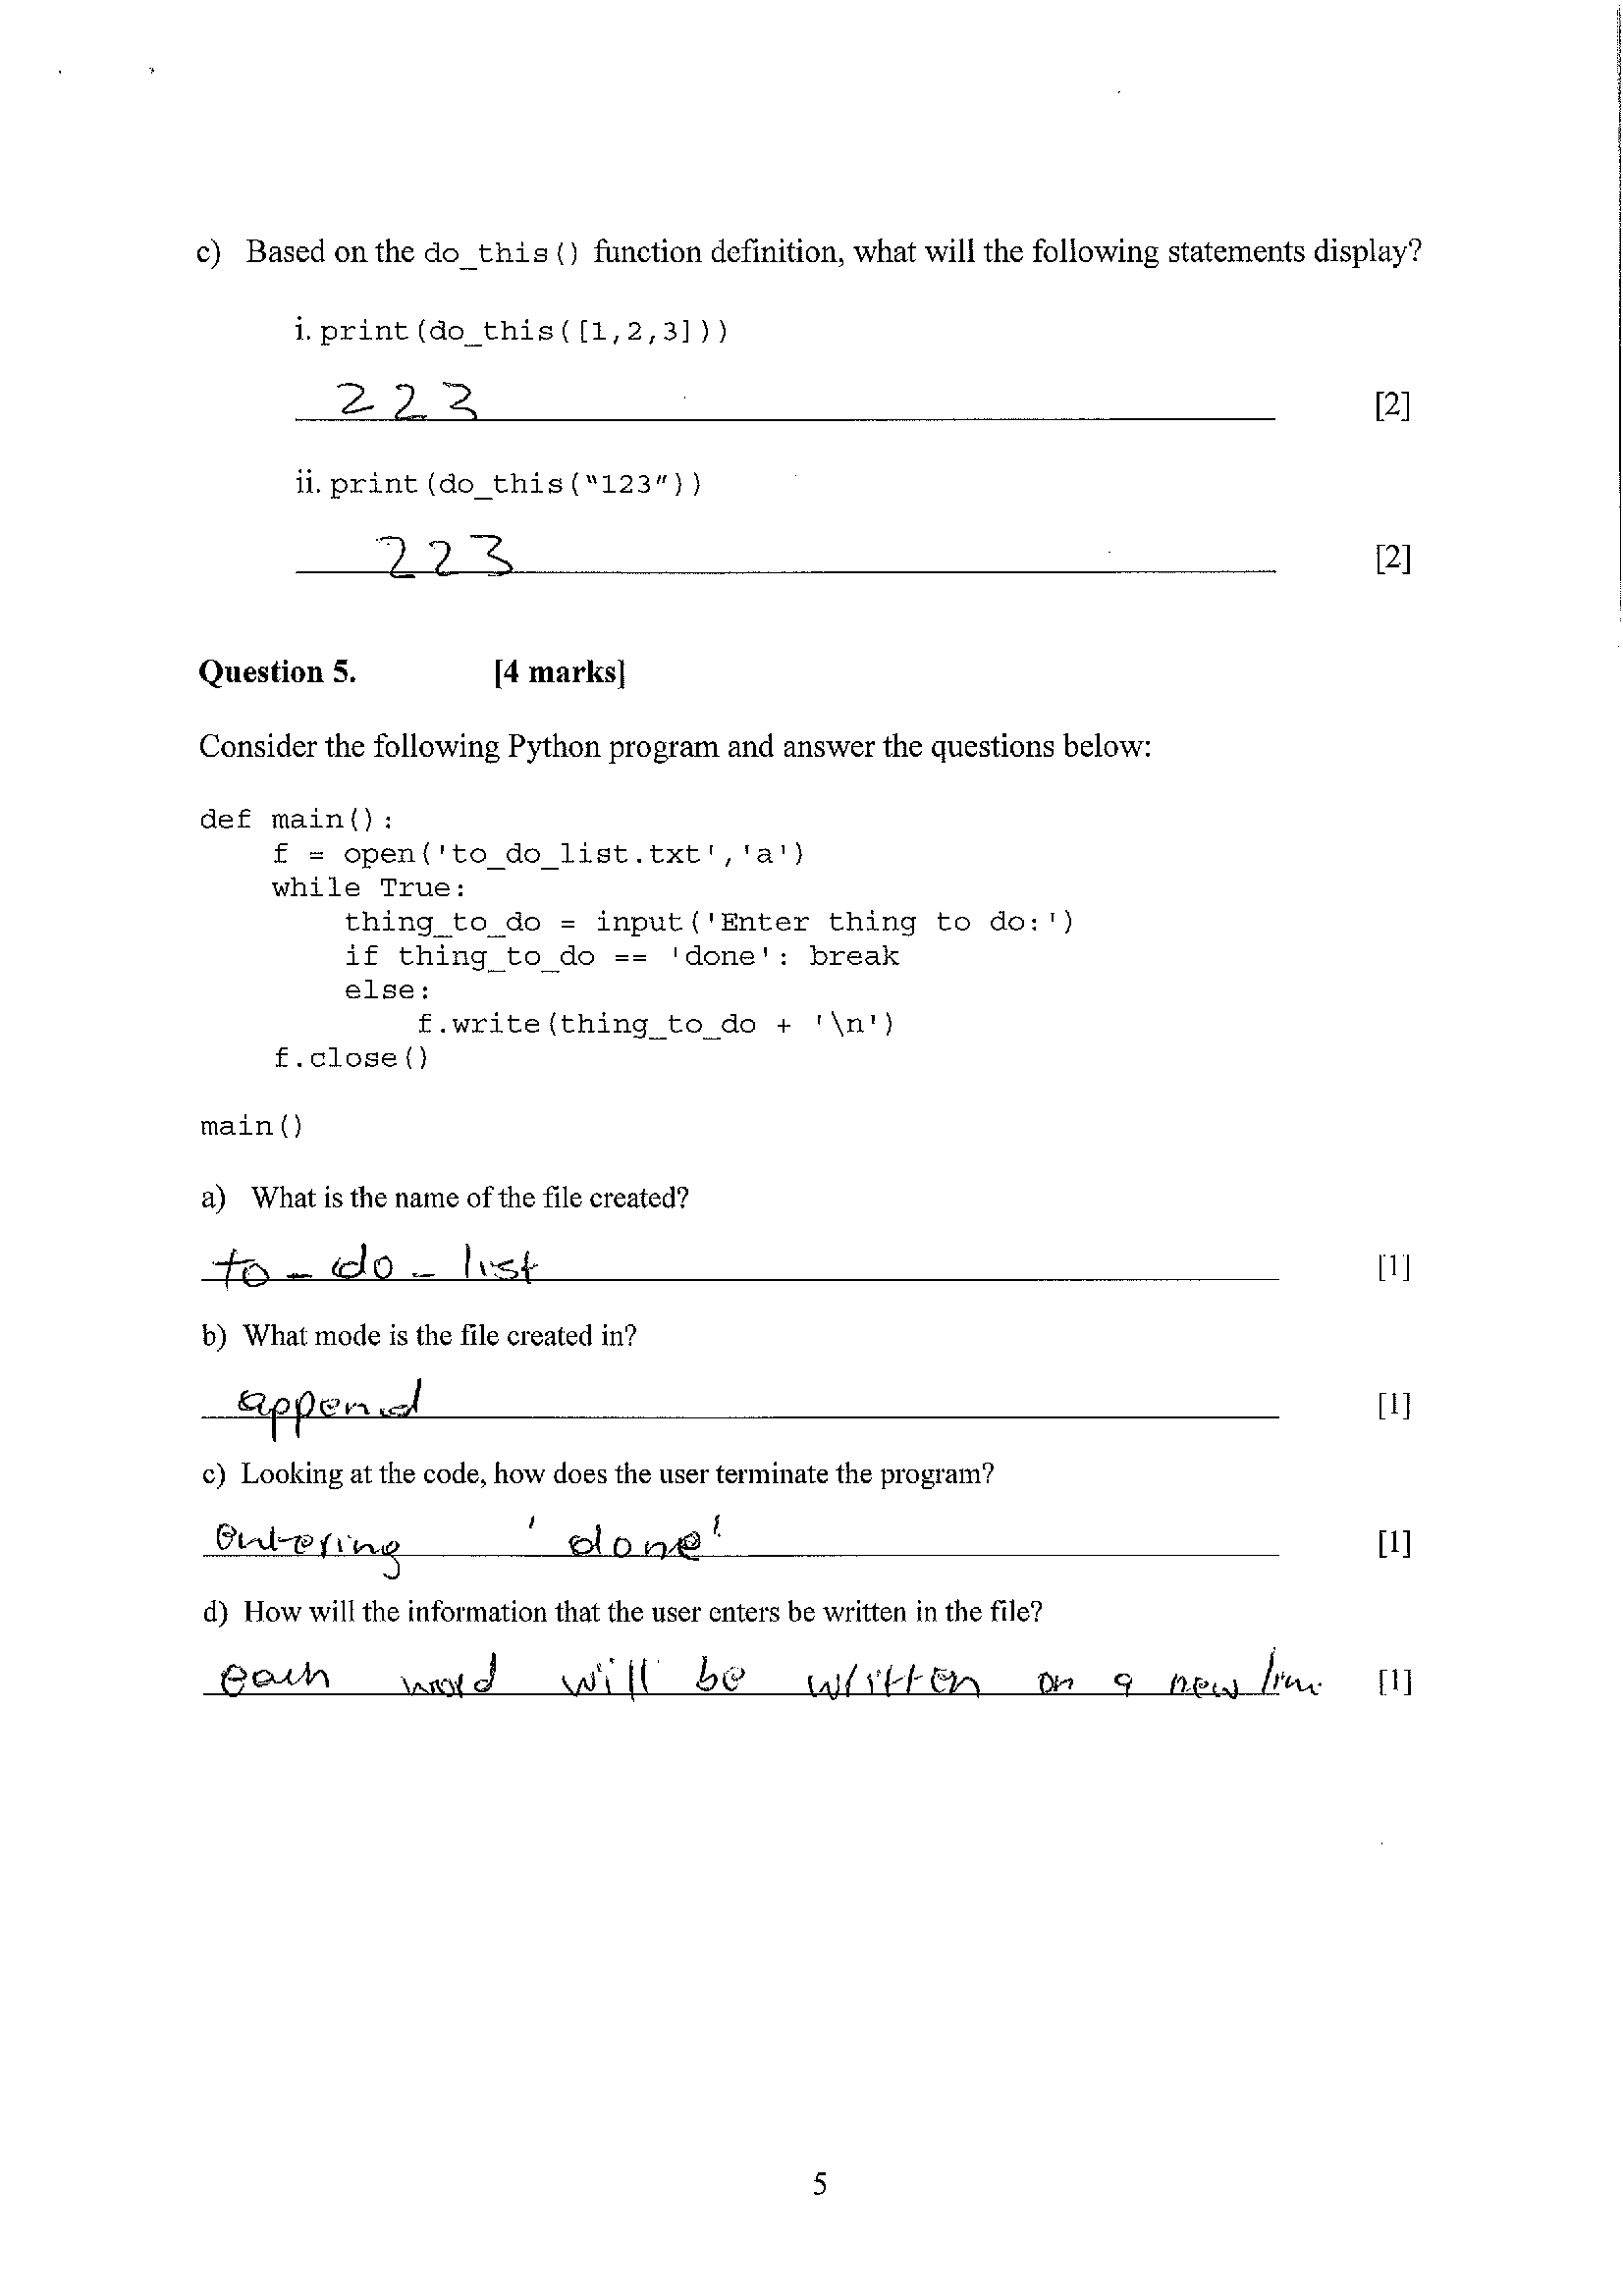 c) Based on the do_this() function definition, what will the following statements display?
i. print(do_this([1,2,3]))
223 [2]
ii. print(do_this("123"))
223 [2]
Question 5. [4 marks]
Consider the following Python program and answer the questions below:
def main():
    f = open('to_do_list.txt','a')
    while True:
        thing_to_do = input('Enter thing to do:')
        if thing_to_do == 'done': break
        else:
            f.write(thing_to_do + '\n')
    f.close()
main()
a) What is the name of the file created?
to_do_list [1]
b) What mode is the file created in?
append [1]
c) Looking at the code, how does the user terminate the program?
entering 'done' [1]
d) How will the information that the user enters be written in the file?
each word will be written on a new line [1]
5